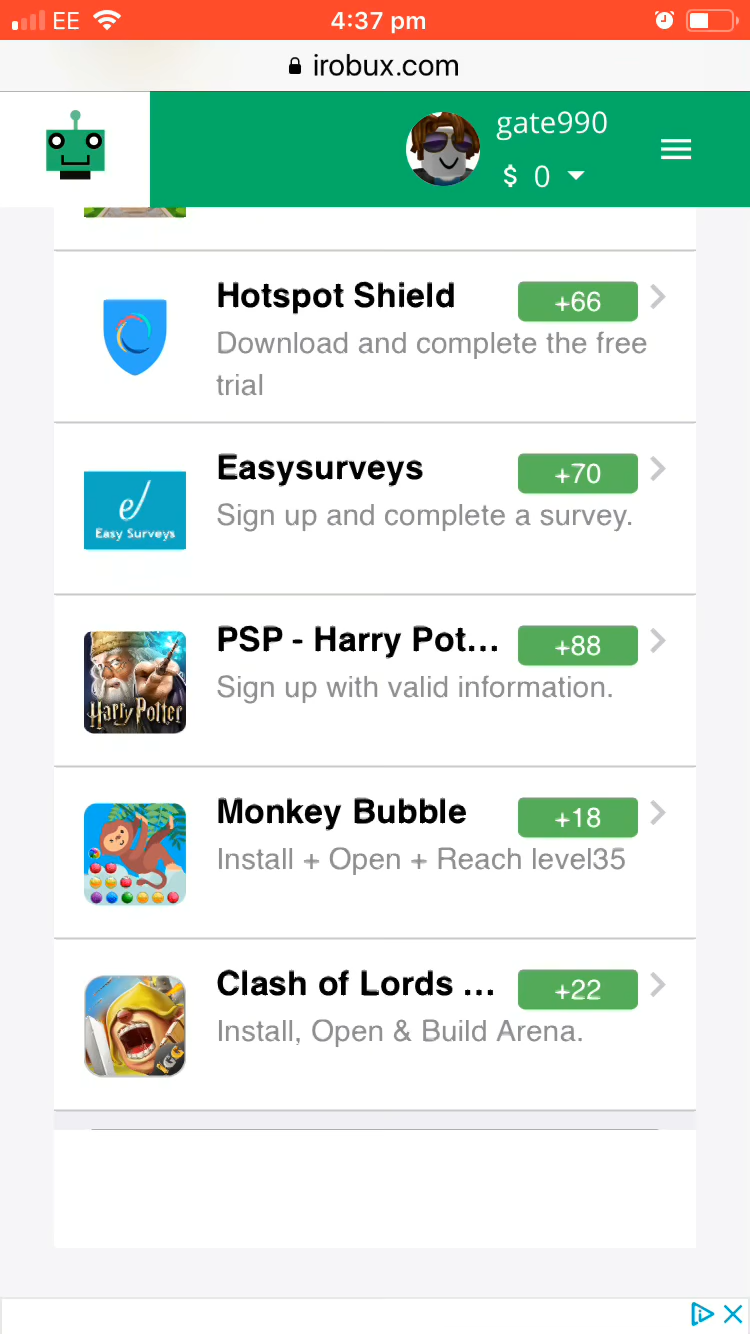 EE 4:37 pm
irobux.com
gate990
$ 0
Hotspot Shield +66
Download and complete the free
trial
Easysurveys +70
Sign up and complete a survey.
e/
Easy Surveys
PSP - Harry Pot... +88
Sign up with valid information.
Harry Potter
Monkey Bubble +18
Install + Open + Reach level35
Clash of Lords ... +22
Install, Open & Build Arena.
IGG